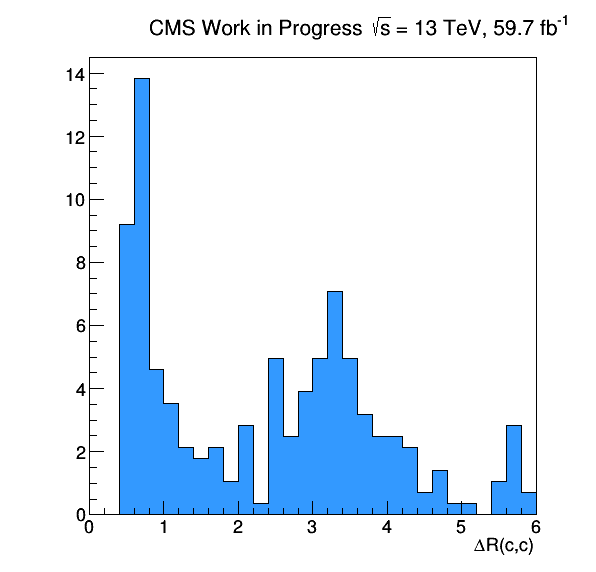 CMS Work in Progress √s = 13 TeV, 59.7 fb⁻¹
14
12
10
8
6
4
2
0
0 1 2 3 4 5 6
ΔR(c,c)